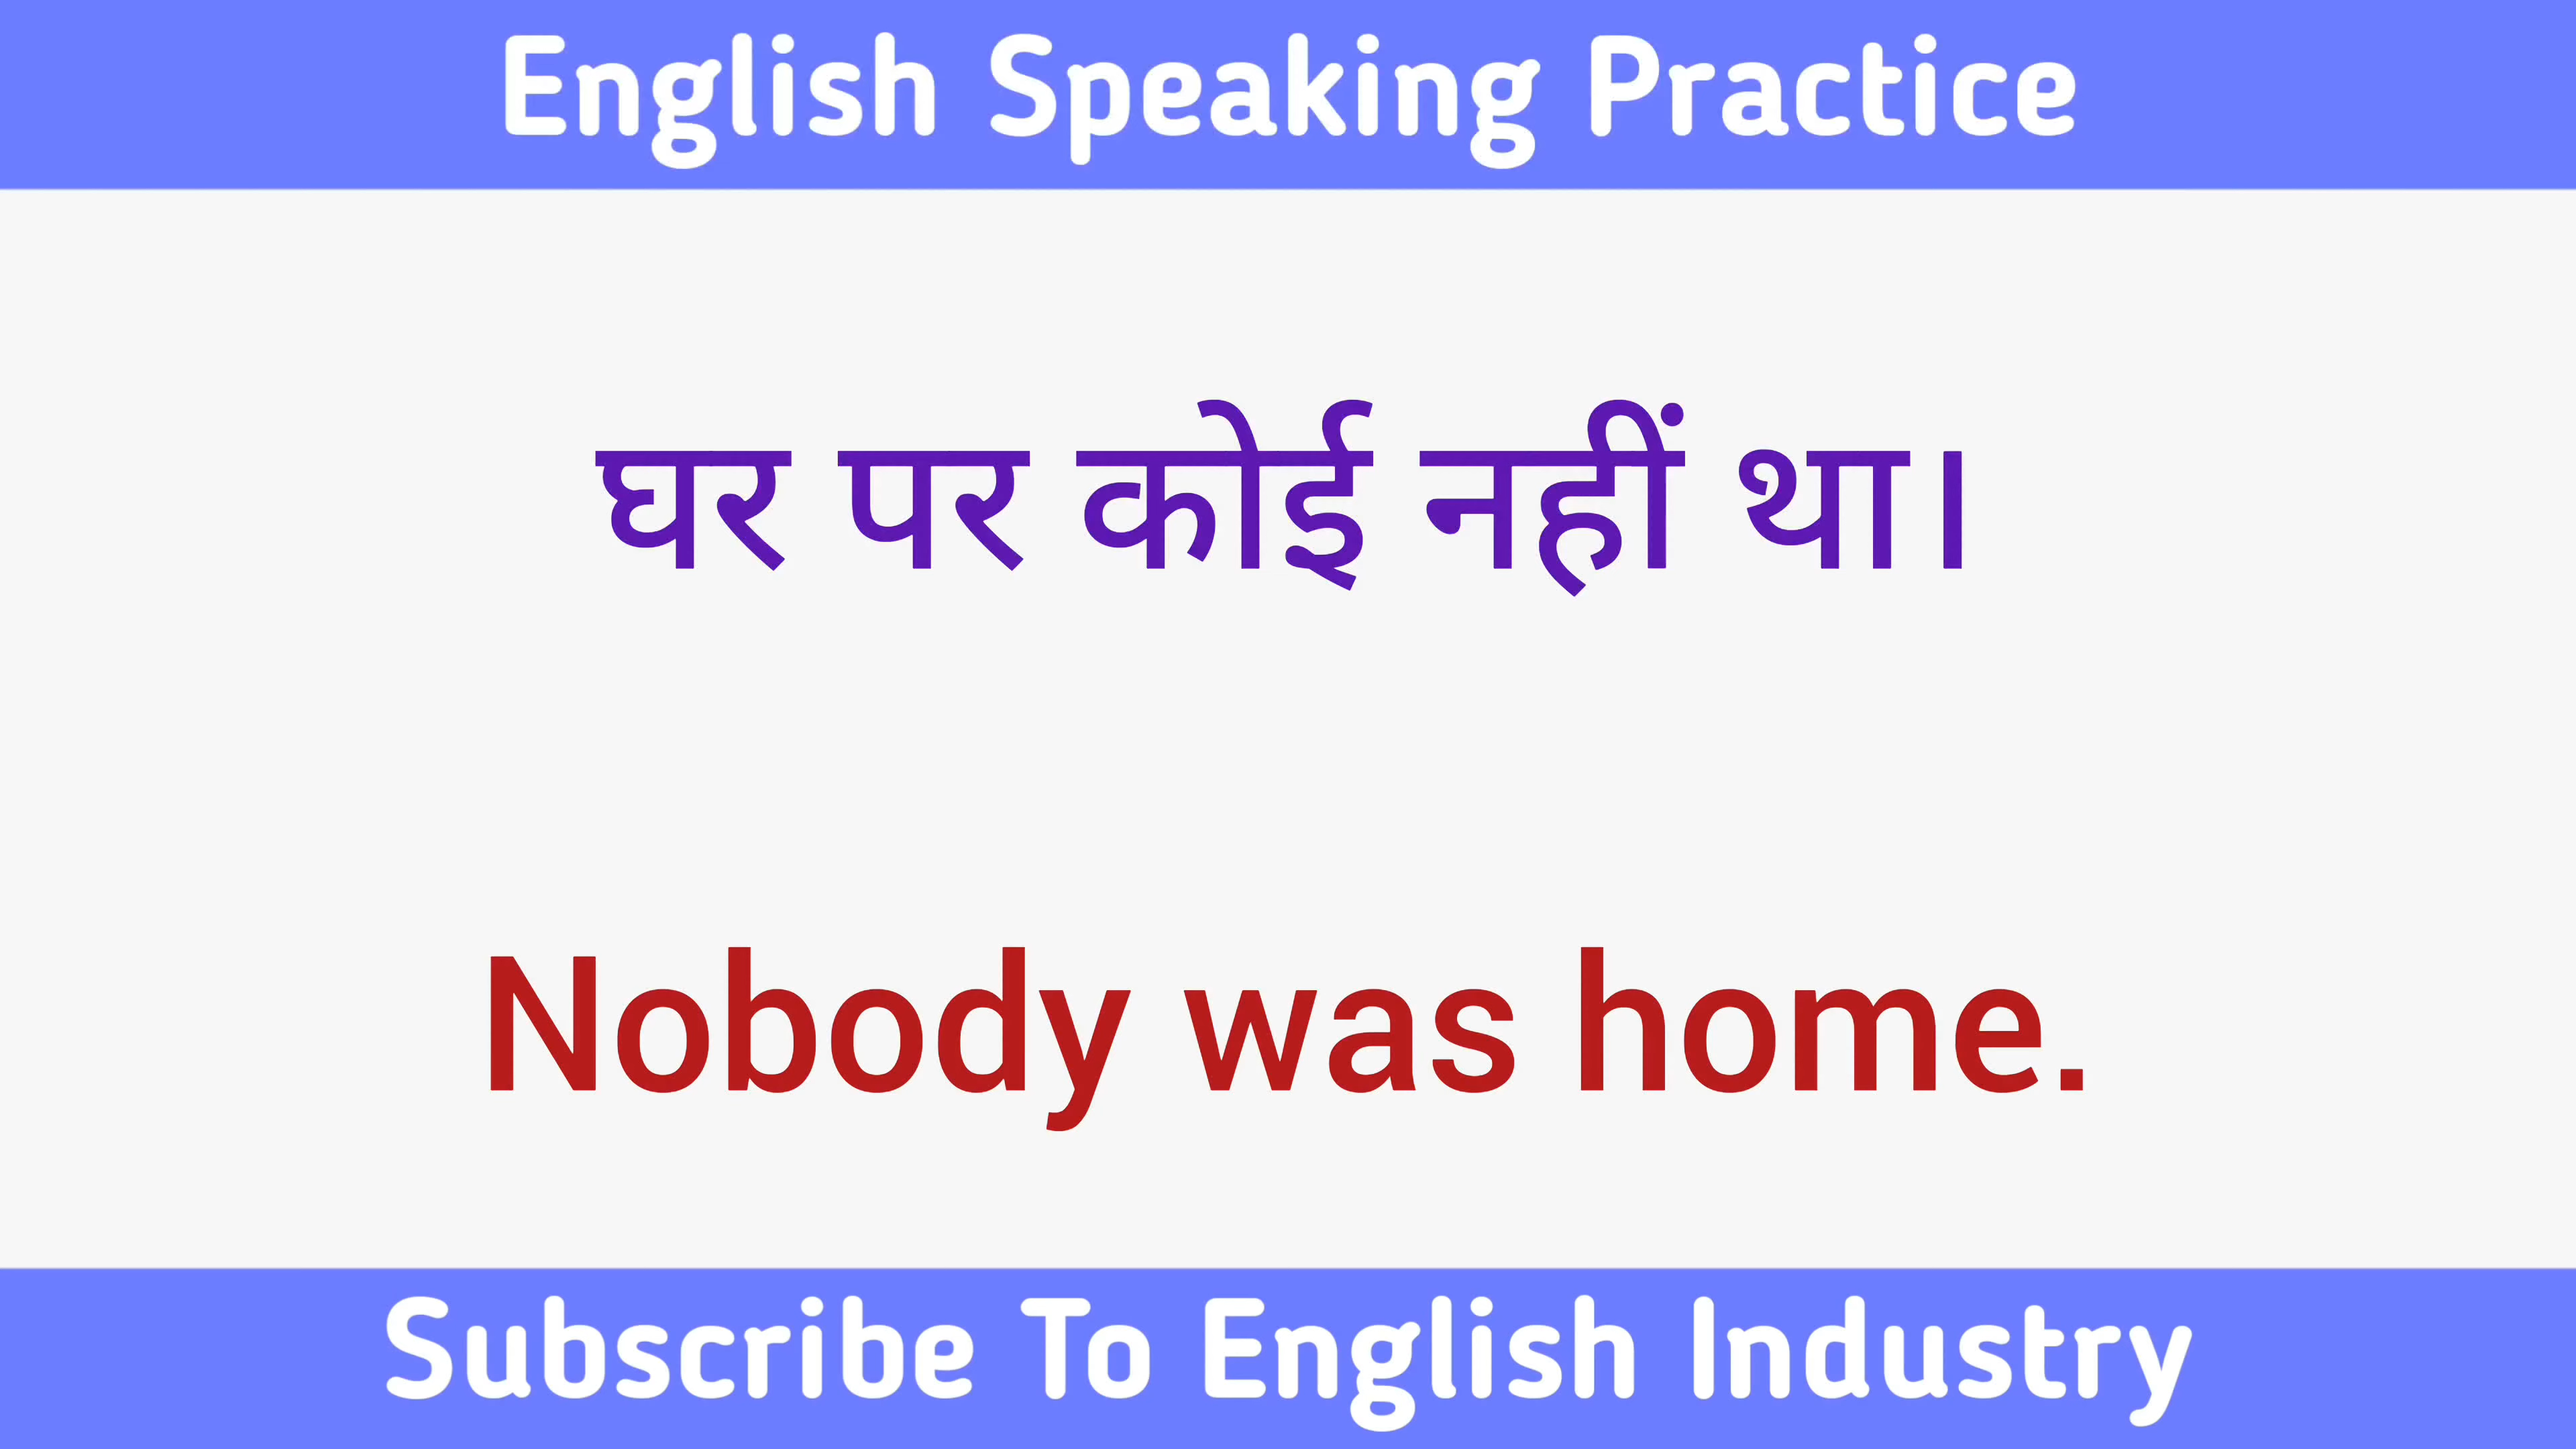 English Speaking Practice
घर पर कोई नहीं था।
Nobody was home.
Subscribe To English Industry